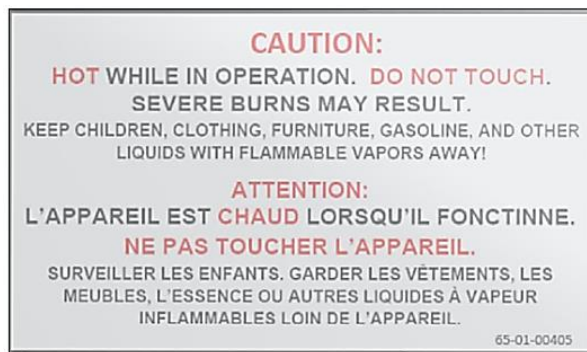 CAUTION:
HOT WHILE IN OPERATION. DO NOT TOUCH.
SEVERE BURNS MAY RESULT.
KEEP CHILDREN, CLOTHING, FURNITURE, GASOLINE, AND OTHER
LIQUIDS WITH FLAMMABLE VAPORS AWAY!
ATTENTION:
L'APPAREIL EST CHAUD LORSQU'IL FONCTINNE.
NE PAS TOUCHER L'APPAREIL.
SURVEILLER LES ENFANTS. GARDER LES VÊTEMENTS, LES
MEUBLES, L'ESSENCE OU AUTRES LIQUIDES À VAPEUR
INFLAMMABLES LOIN DE L'APPAREIL.
65-01-00405